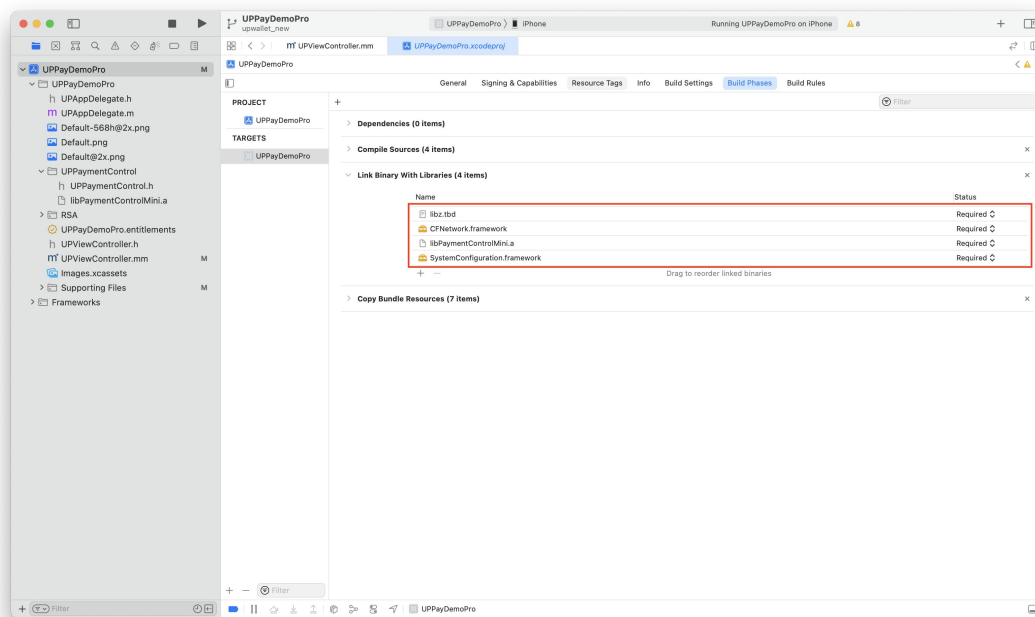 UPPayDemoPro
upwallet_new
UPPayDemoPro 〉 iPhone
Running UPPayDemoPro on iPhone
8
m UPViewController.mm
UPPayDemoPro.xcodeproj
UPPayDemoPro M
UPPayDemoPro
h UPAppDelegate.h
m UPAppDelegate.m
Default-568h@2x.png
Default.png
Default@2x.png
UPPaymentControl
h UPPaymentControl.h
libPaymentControlMini.a
RSA
UPPayDemoPro.entitlements
h UPViewController.h
m UPViewController.mm M
Images.xcassets
Supporting Files M
Frameworks
Filter
UPPayDemoPro
General Signing & Capabilities Resource Tags Info Build Settings Build Phases Build Rules
PROJECT
UPPayDemoPro
TARGETS
UPPayDemoPro
Filter
+
Filter
Dependencies (0 items)
Compile Sources (4 items)
Link Binary With Libraries (4 items)
Name Status
libz.tbd Required
CFNetwork.framework Required
libPaymentControlMini.a Required
SystemConfiguration.framework Required
+ − Drag to reorder linked binaries
Copy Bundle Resources (7 items)
UPPayDemoPro